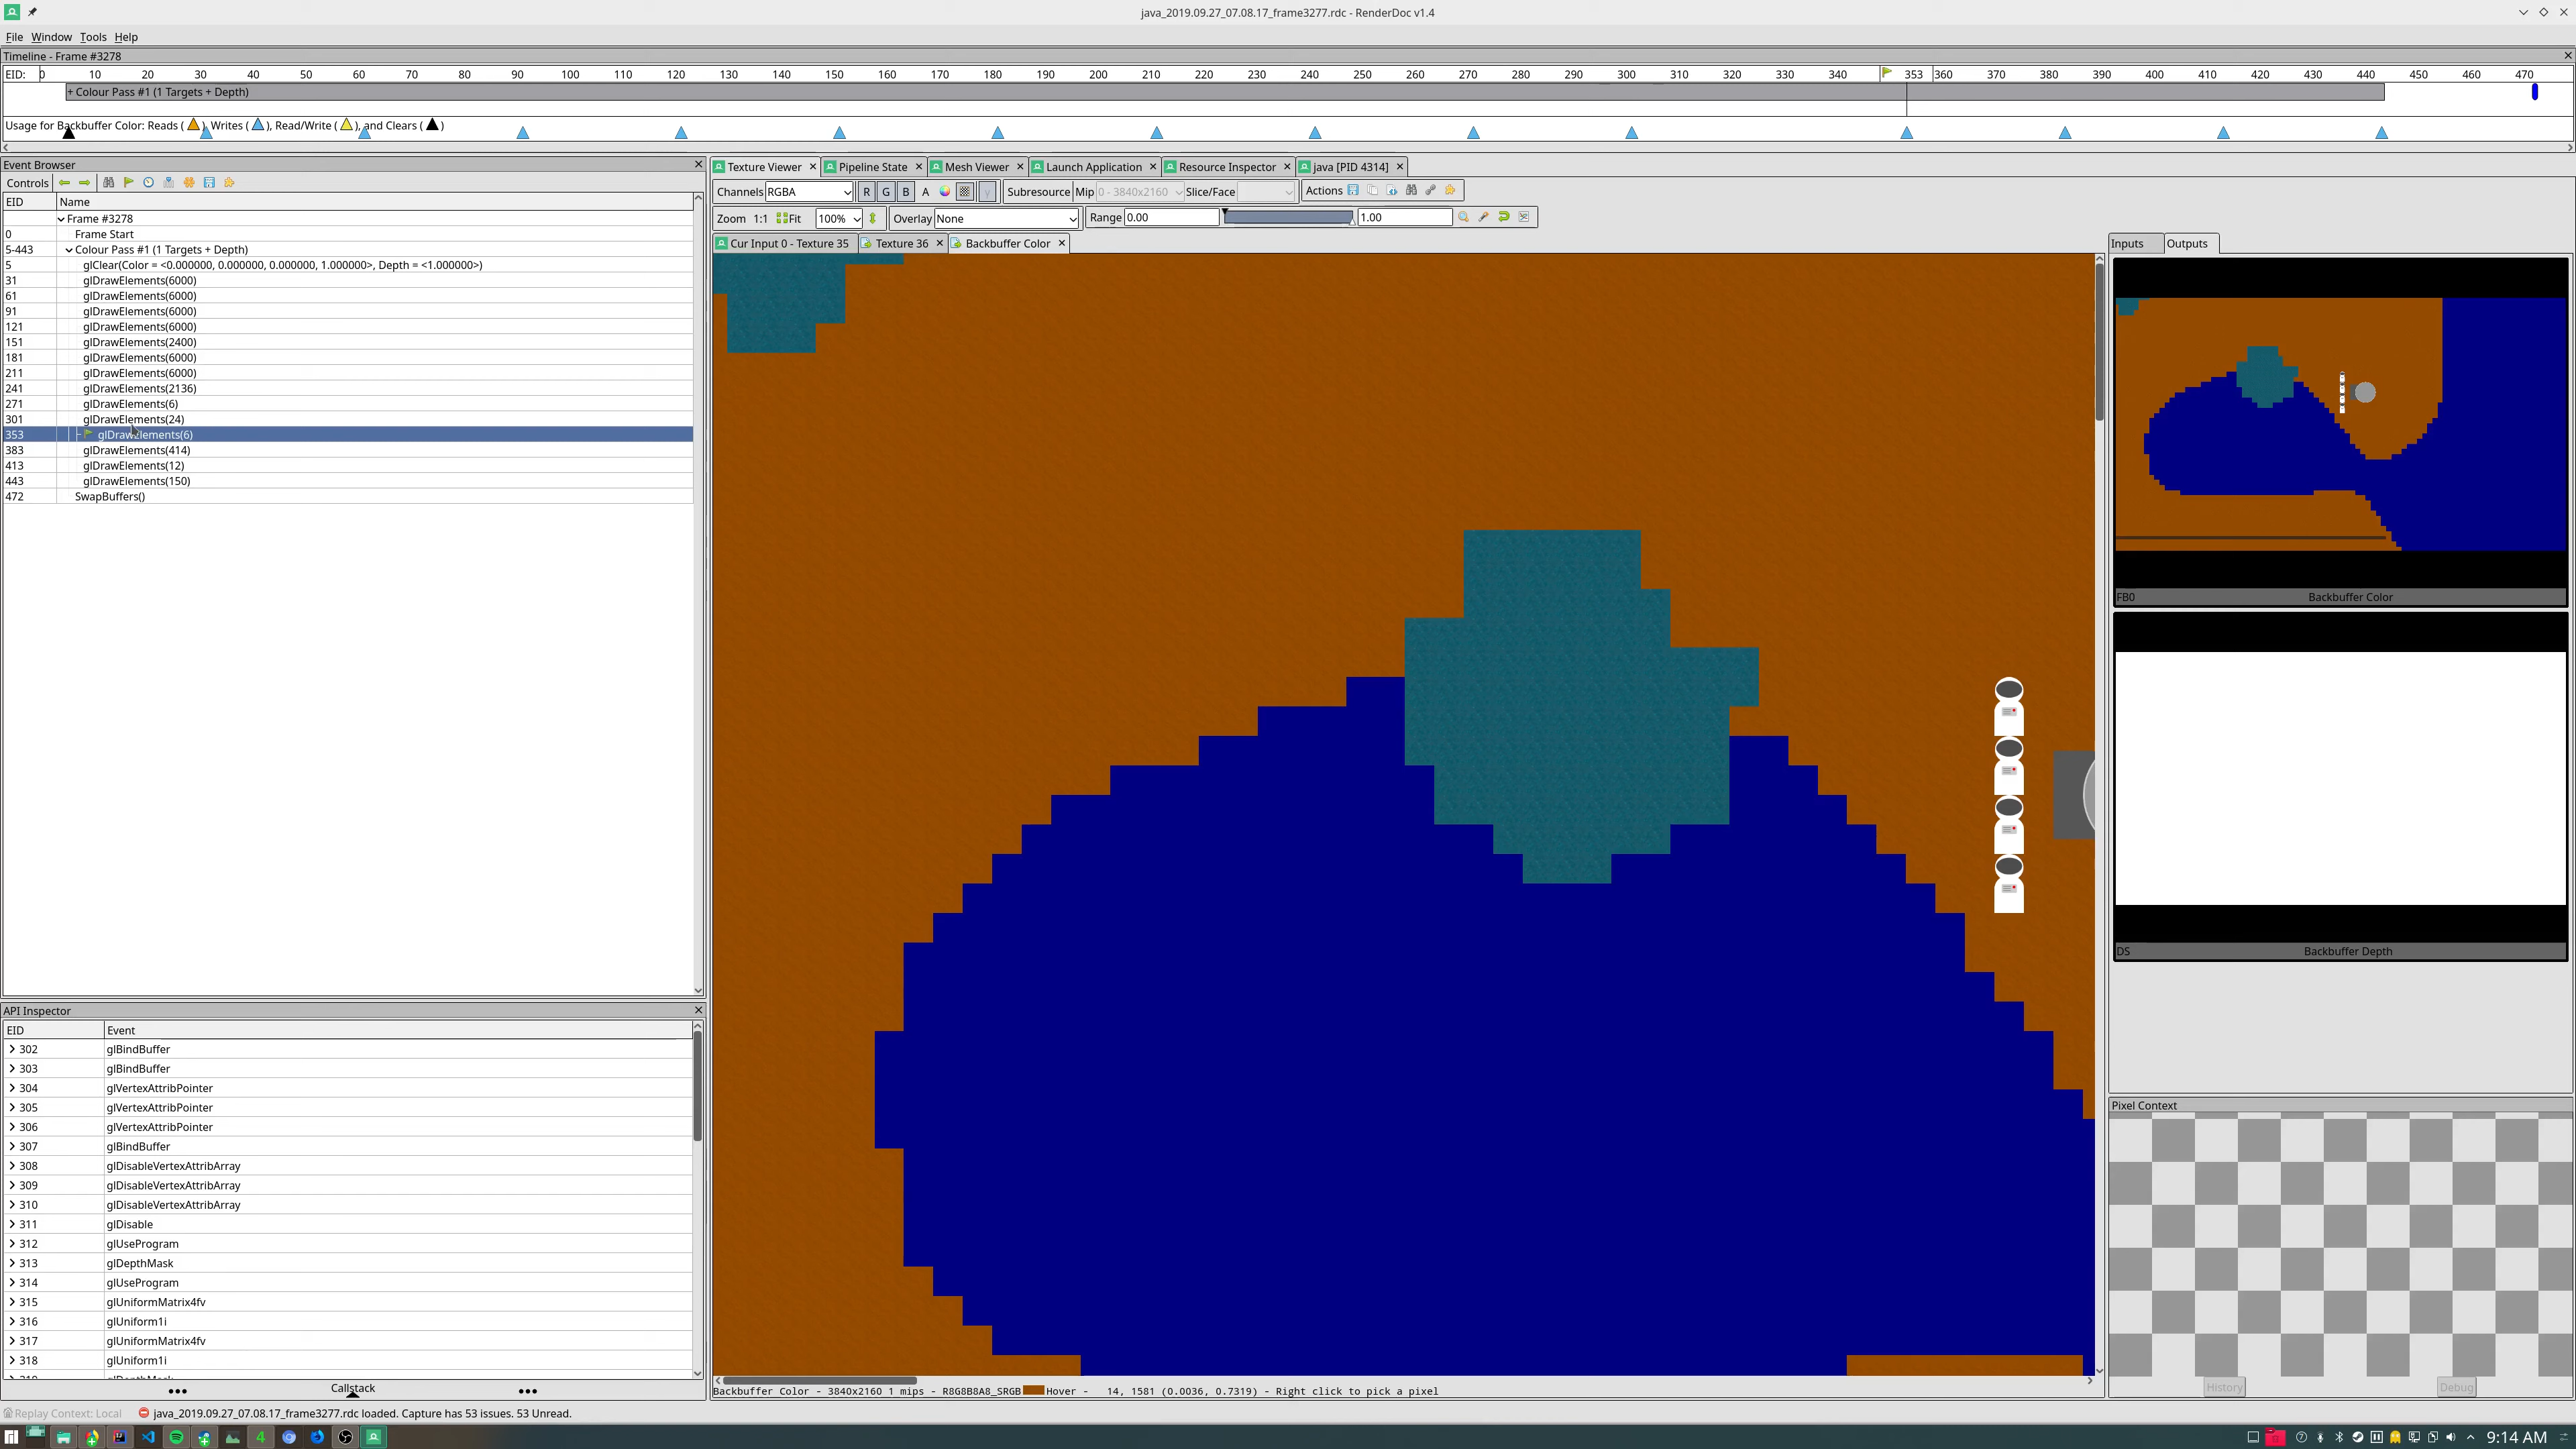 java_2019.09.27_07.08.17_frame3277.rdc - RenderDoc v1.4
File Window Tools Help
Timeline - Frame #3278
EID: 0 10 20 30 40 50 60 70 80 90 100 110 120 130 140 150 160 170 180 190 200 210 220 230 240 250 260 270 280 290 300 310 320 330 340 353 360 370 380 390 400 410 420 430 440 450 460 470
+ Colour Pass #1 (1 Targets + Depth)
Usage for Backbuffer Color: Reads ( ), Writes ( ), Read/Write ( ), and Clears ( )
Event Browser
Controls
EID Name
Frame #3278
0 Frame Start
5-443 Colour Pass #1 (1 Targets + Depth)
5 glClear(Color = <0.000000, 0.000000, 0.000000, 1.000000>, Depth = <1.000000>)
31 glDrawElements(6000)
61 glDrawElements(6000)
91 glDrawElements(6000)
121 glDrawElements(6000)
151 glDrawElements(2400)
181 glDrawElements(6000)
211 glDrawElements(6000)
241 glDrawElements(2136)
271 glDrawElements(6)
301 glDrawElements(24)
353 glDrawElements(6)
383 glDrawElements(414)
413 glDrawElements(12)
443 glDrawElements(150)
472 SwapBuffers()
API Inspector
EID Event
302 glBindBuffer
303 glBindBuffer
304 glVertexAttribPointer
305 glVertexAttribPointer
306 glVertexAttribPointer
307 glBindBuffer
308 glDisableVertexAttribArray
309 glDisableVertexAttribArray
310 glDisableVertexAttribArray
311 glDisable
312 glUseProgram
313 glDepthMask
314 glUseProgram
315 glUniformMatrix4fv
316 glUniform1i
317 glUniformMatrix4fv
318 glUniform1i
Callstack
Texture Viewer Pipeline State Mesh Viewer Launch Application Resource Inspector java [PID 4314]
Channels RGBA R G B A γ Subresource Mip 0 - 3840x2160 Slice/Face Actions
Zoom 1:1 Fit 100% Overlay None Range 0.00 1.00
Cur Input 0 - Texture 35 Texture 36 Backbuffer Color
Backbuffer Color - 3840x2160 1 mips - R8G8B8A8_SRGB Hover - 14, 1581 (0.0036, 0.7319) - Right click to pick a pixel
Inputs Outputs
FB0 Backbuffer Color
DS Backbuffer Depth
Pixel Context
History Debug
Replay Context: Local java_2019.09.27_07.08.17_frame3277.rdc loaded. Capture has 53 issues. 53 Unread.
9:14 AM